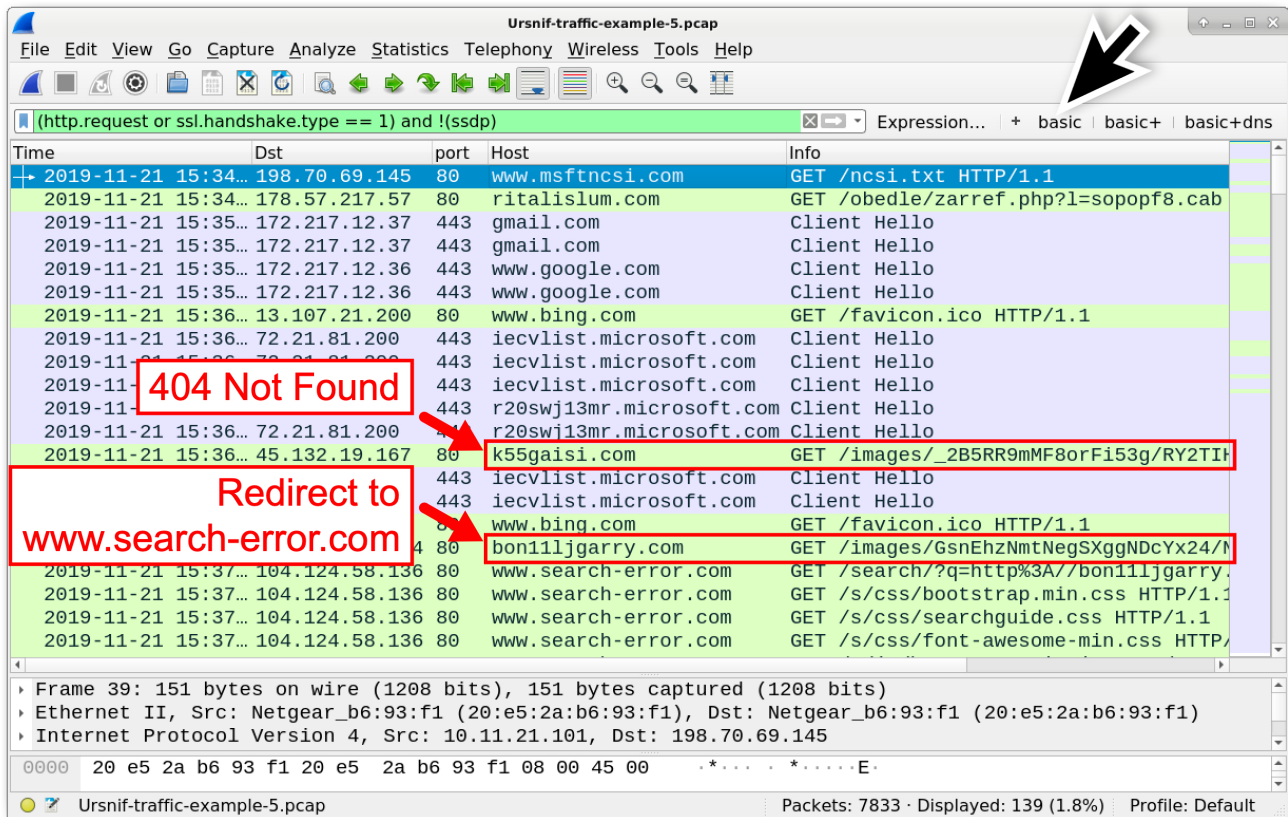 Ursnif-traffic-example-5.pcap
File Edit View Go Capture Analyze Statistics Telephony Wireless Tools Help
(http.request or ssl.handshake.type == 1) and !(ssdp) Expression… + basic basic+ basic+dns
Time Dst port Host Info
2019-11-21 15:34… 198.70.69.145 80 www.msftncsi.com GET /ncsi.txt HTTP/1.1
2019-11-21 15:34… 178.57.217.57 80 ritalislum.com GET /obedle/zarref.php?l=sopopf8.cab
2019-11-21 15:35… 172.217.12.37 443 gmail.com Client Hello
2019-11-21 15:35… 172.217.12.37 443 gmail.com Client Hello
2019-11-21 15:35… 172.217.12.36 443 www.google.com Client Hello
2019-11-21 15:35… 172.217.12.36 443 www.google.com Client Hello
2019-11-21 15:36… 13.107.21.200 80 www.bing.com GET /favicon.ico HTTP/1.1
2019-11-21 15:36… 72.21.81.200 443 iecvlist.microsoft.com Client Hello
2019-11-21 15:36… 72.21.81.200 443 iecvlist.microsoft.com Client Hello
2019-11- 443 iecvlist.microsoft.com Client Hello
404 Not Found
2019-11- 443 r20swj13mr.microsoft.com Client Hello
2019-11-21 15:36… 72.21.81.200 443 r20swj13mr.microsoft.com Client Hello
2019-11-21 15:36… 45.132.19.167 80 k55gaisi.com GET /images/_2B5RR9mMF8orFi53g/RY2TIH
443 iecvlist.microsoft.com Client Hello
Redirect to
443 iecvlist.microsoft.com Client Hello
80 www.bing.com GET /favicon.ico HTTP/1.1
www.search-error.com
4 80 bon11ljgarry.com GET /images/GsnEhzNmtNegSXggNDcYx24/N
2019-11-21 15:37… 104.124.58.136 80 www.search-error.com GET /search/?q=http%3A//bon11ljgarry.
2019-11-21 15:37… 104.124.58.136 80 www.search-error.com GET /s/css/bootstrap.min.css HTTP/1.1
2019-11-21 15:37… 104.124.58.136 80 www.search-error.com GET /s/css/searchguide.css HTTP/1.1
2019-11-21 15:37… 104.124.58.136 80 www.search-error.com GET /s/css/font-awesome-min.css HTTP/
Frame 39: 151 bytes on wire (1208 bits), 151 bytes captured (1208 bits)
Ethernet II, Src: Netgear_b6:93:f1 (20:e5:2a:b6:93:f1), Dst: Netgear_b6:93:f1 (20:e5:2a:b6:93:f1)
Internet Protocol Version 4, Src: 10.11.21.101, Dst: 198.70.69.145
0000 20 e5 2a b6 93 f1 20 e5 2a b6 93 f1 08 00 45 00 ·*··· · *·····E·
Ursnif-traffic-example-5.pcap Packets: 7833 · Displayed: 139 (1.8%) Profile: Default